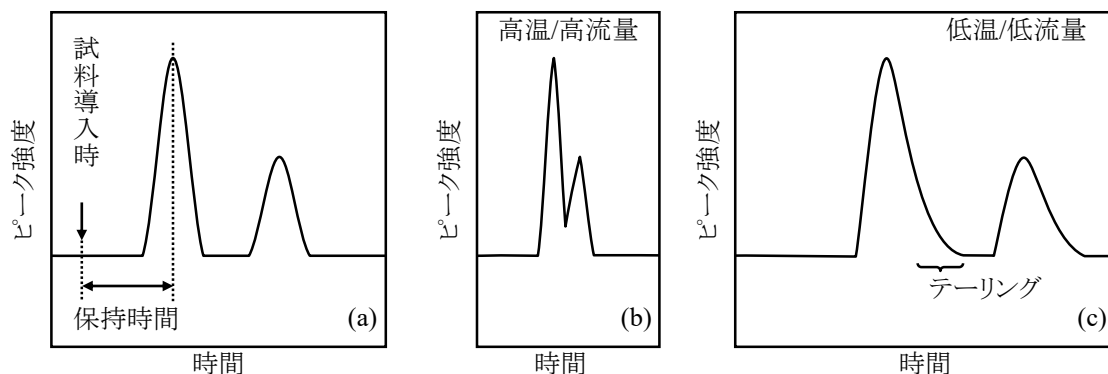 試料導入時
ピーク強度
保持時間
(a)
時間
高温/高流量
ピーク強度
(b)
時間
低温/低流量
ピーク強度
テーリング
(c)
時間